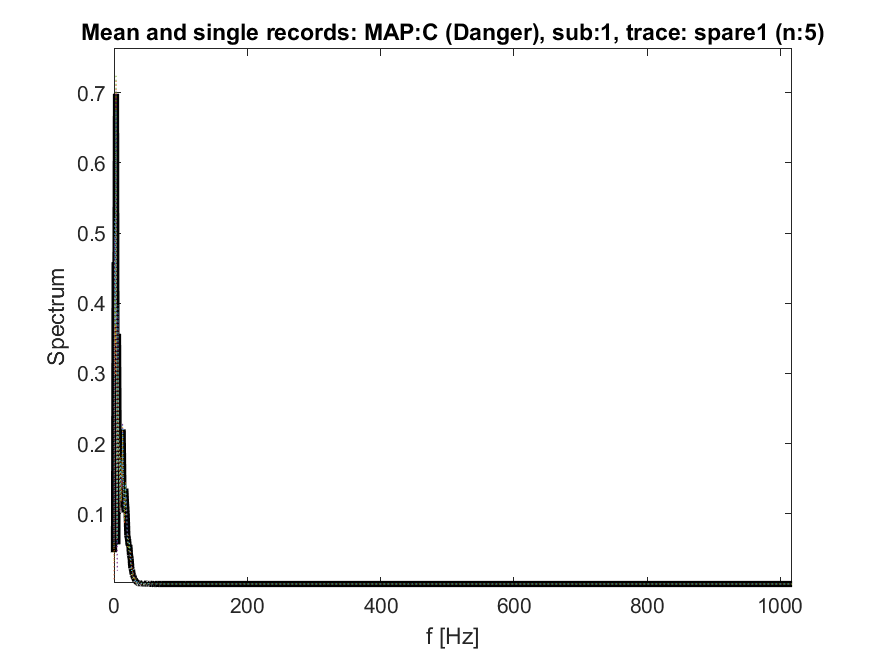 Mean and single records: MAP:C (Danger), sub:1, trace: spare1 (n:5)
0.7
0.6
0.5
0.4
0.3
0.2
0.1
Spectrum
0 200 400 600 800 1000
f [Hz]